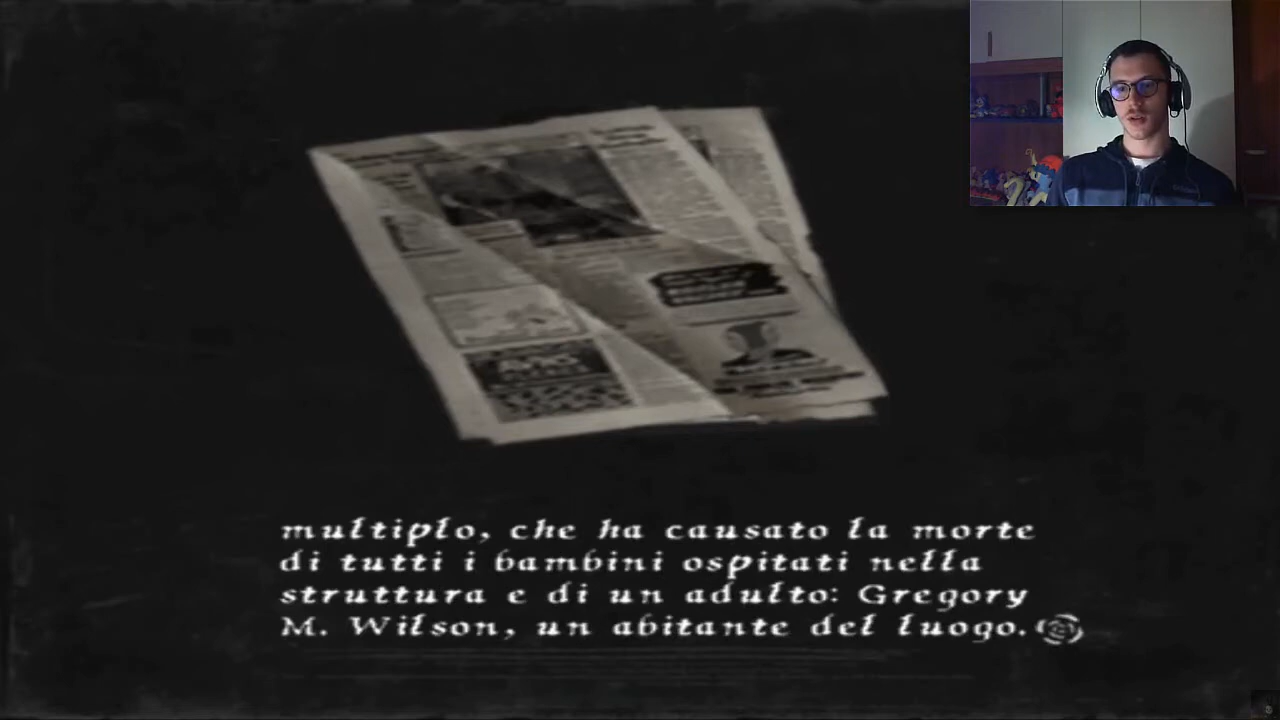 multiplo, che ha causato la morte
di tutti i bambini ospitati nella
struttura e di un adulto: Gregory
M. Wilson, un abitante del luogo.